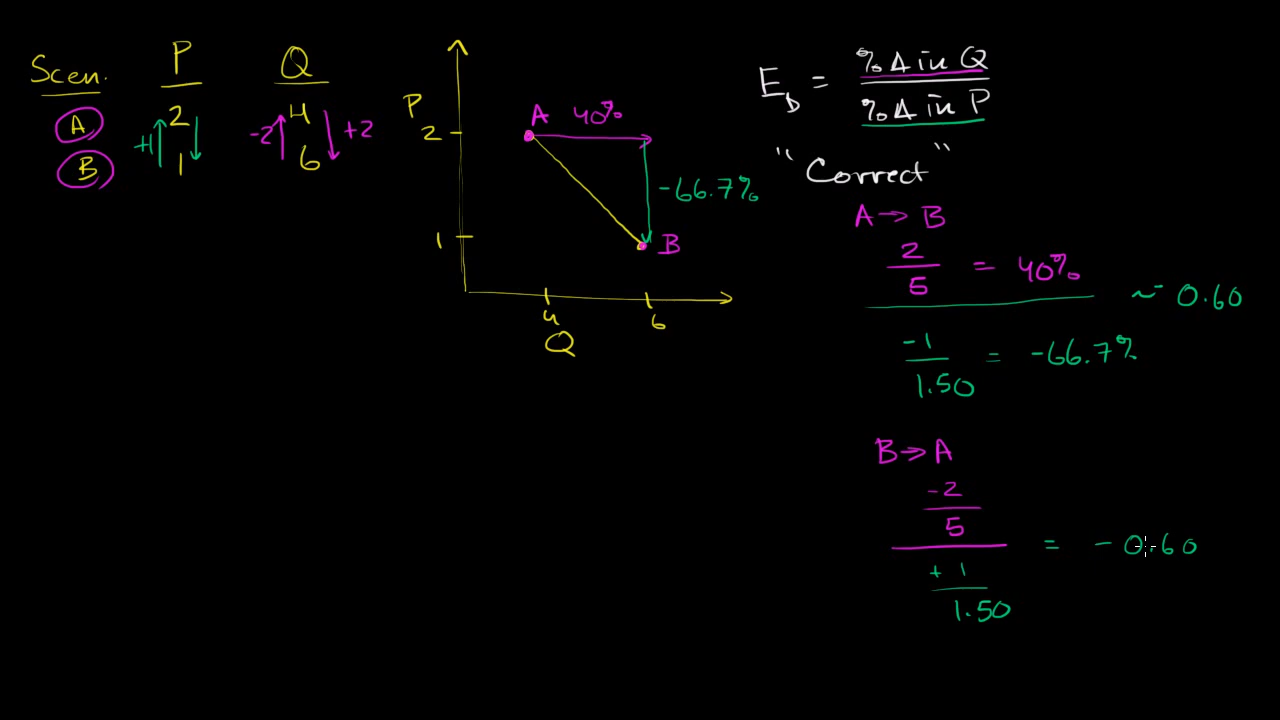 Scen. P Q
A 2 4
+1 -2 +2
B 1 6
P
2
1
A 40%
-66.7%
B
4 6
Q
E_D = %Δ in Q
%Δ in P
"Correct"
A → B
2
5 = 40%
~ 0.60
-1
1.50 = -66.7%
B → A
-2
5
= - 0.60
+ 1
1.50